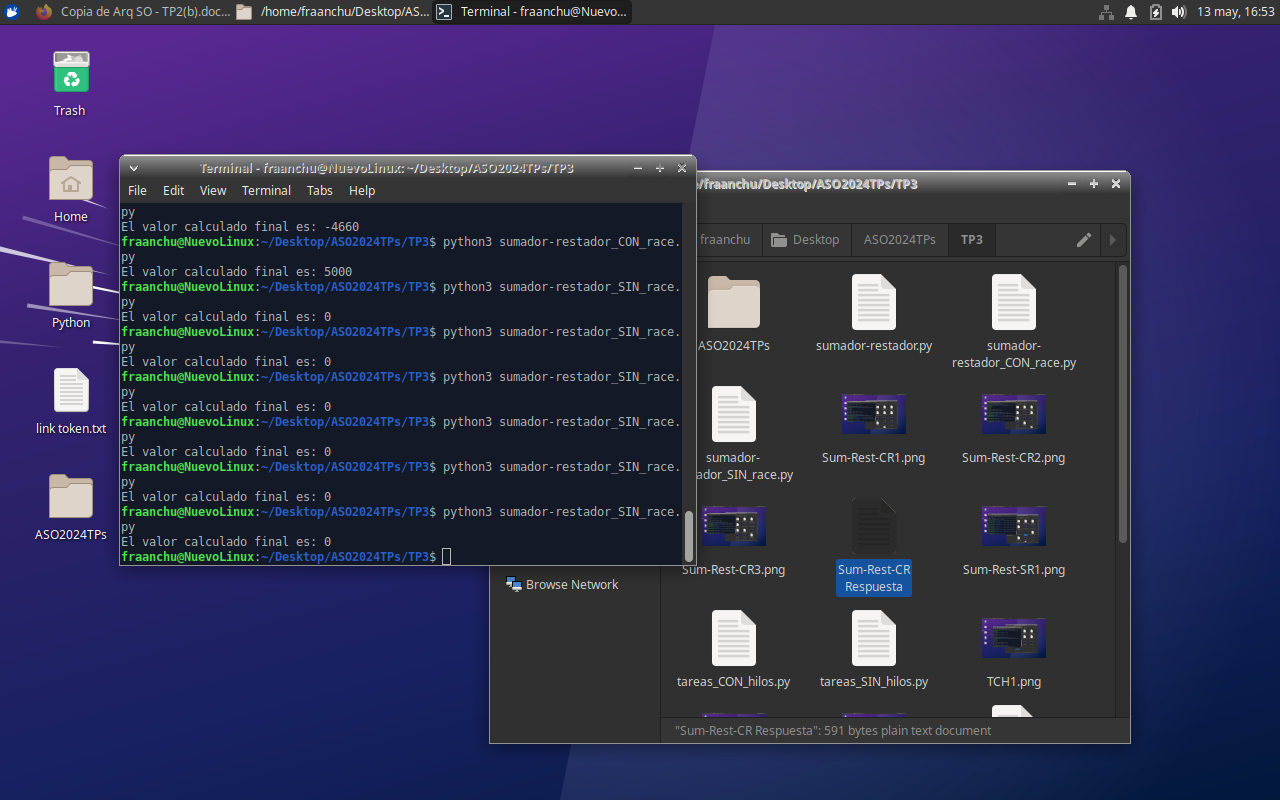 Copia de Arq SO - TP2(b).doc...
/home/fraanchu/Desktop/AS...
Terminal - fraanchu@Nuevo...
13 may, 16:53
Trash
Home
Python
link token.txt
ASO2024TPs
Terminal - fraanchu@NuevoLinux: ~/Desktop/ASO2024TPs/TP3
File Edit View Terminal Tabs Help
py
El valor calculado final es: -4660
fraanchu@NuevoLinux:~/Desktop/ASO2024TPs/TP3$ python3 sumador-restador_CON_race.
py
El valor calculado final es: 5000
fraanchu@NuevoLinux:~/Desktop/ASO2024TPs/TP3$ python3 sumador-restador_SIN_race.
py
El valor calculado final es: 0
fraanchu@NuevoLinux:~/Desktop/ASO2024TPs/TP3$ python3 sumador-restador_SIN_race.
py
El valor calculado final es: 0
fraanchu@NuevoLinux:~/Desktop/ASO2024TPs/TP3$ python3 sumador-restador_SIN_race.
py
El valor calculado final es: 0
fraanchu@NuevoLinux:~/Desktop/ASO2024TPs/TP3$ python3 sumador-restador_SIN_race.
py
El valor calculado final es: 0
fraanchu@NuevoLinux:~/Desktop/ASO2024TPs/TP3$ python3 sumador-restador_SIN_race.
py
El valor calculado final es: 0
fraanchu@NuevoLinux:~/Desktop/ASO2024TPs/TP3$ python3 sumador-restador_SIN_race.
py
El valor calculado final es: 0
fraanchu@NuevoLinux:~/Desktop/ASO2024TPs/TP3$
/fraanchu/Desktop/ASO2024TPs/TP3
fraanchu Desktop ASO2024TPs TP3
ASO2024TPs
sumador-restador.py
sumador-
restador_CON_race.py
sumador-
ador_SIN_race.py
Sum-Rest-CR1.png
Sum-Rest-CR2.png
Sum-Rest-CR3.png
Sum-Rest-CR
Respuesta
Sum-Rest-SR1.png
Browse Network
tareas_CON_hilos.py
tareas_SIN_hilos.py
TCH1.png
"Sum-Rest-CR Respuesta": 591 bytes plain text document